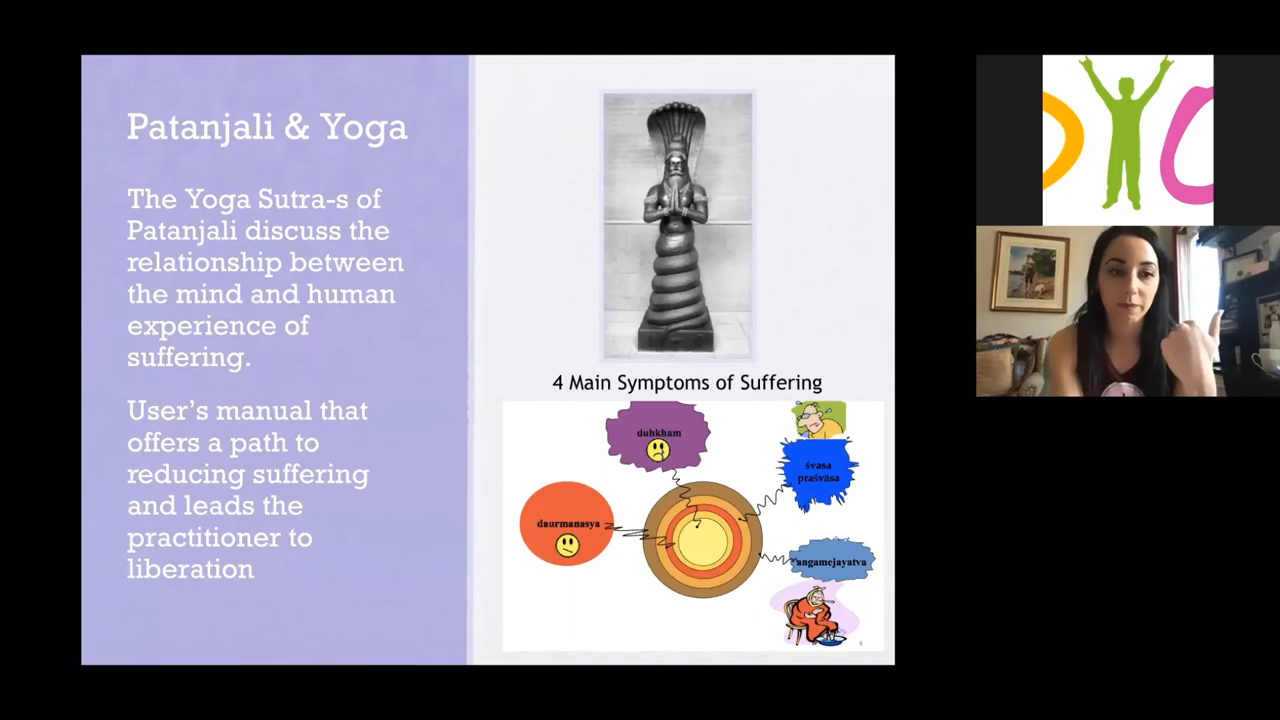 Patanjali & Yoga
The Yoga Sutra-s of
Patanjali discuss the
relationship between
the mind and human
experience of
suffering.
User's manual that
offers a path to
reducing suffering
and leads the
practitioner to
liberation
4 Main Symptoms of Suffering
duhkham
śvasa
praśvāsa
daurmanasya
angamejayatva